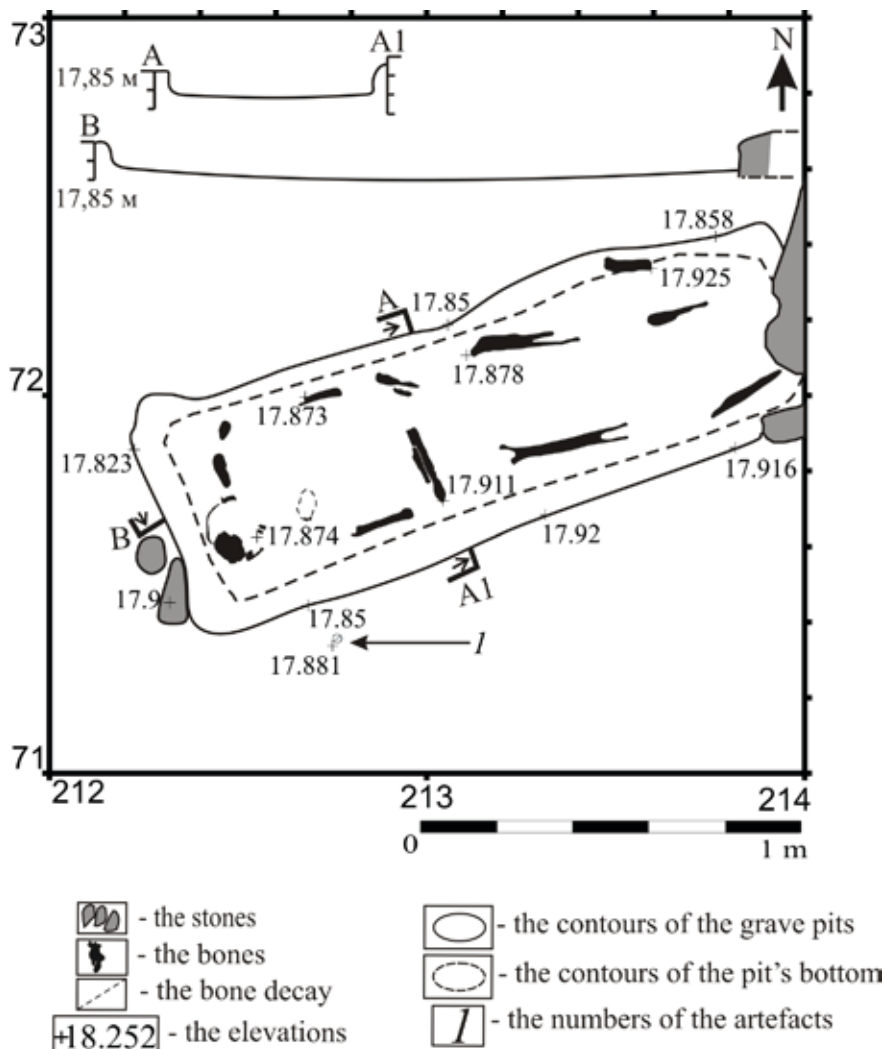 73
A
A1
N
17,85 м
B
17,85 м
17.858
17.925
A
17.85
17.878
72
17.873
17.823
17.911
17.916
B
17.874
17.92
17.9
A1
17.85
1
17.881
71
212
213
214
0
1 m
- the stones
- the contours of the grave pits
- the bones
- the contours of the pit's bottom
- the bone decay
+18.252 - the elevations
1 - the numbers of the artefacts